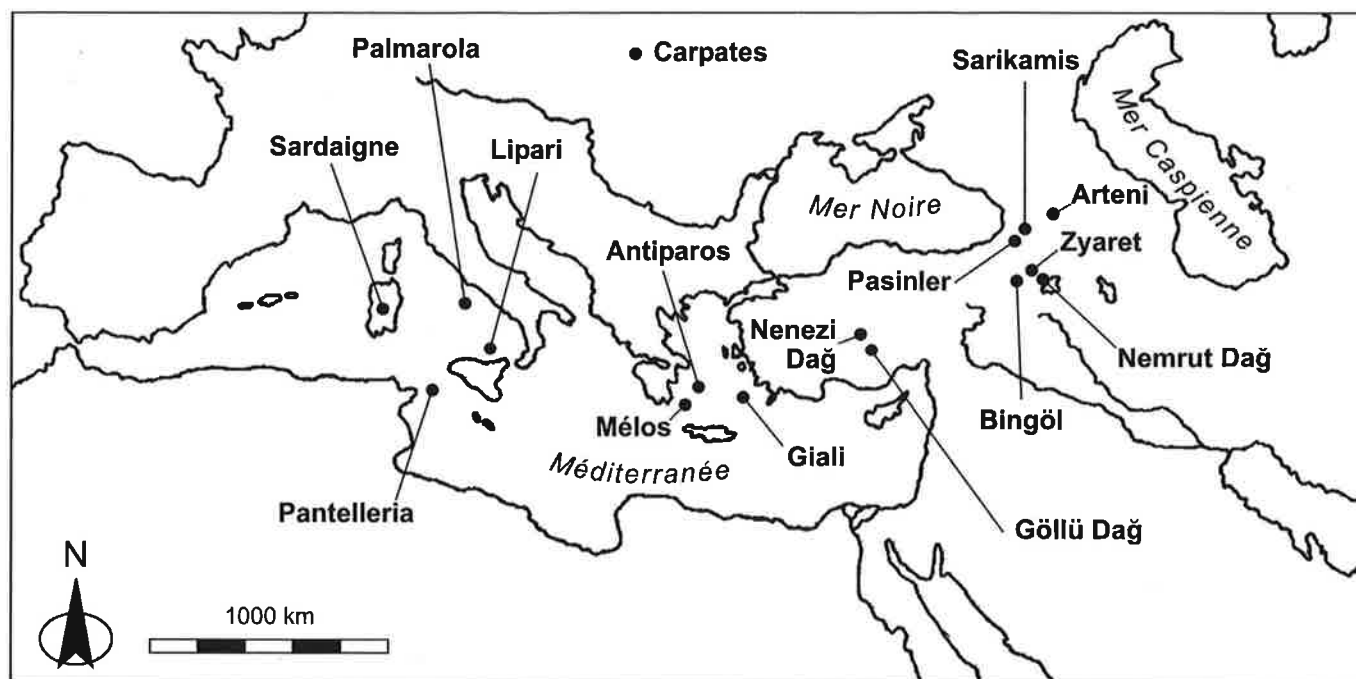 Palmarola
Carpates
Sarikamis
Mer Caspienne
Sardaigne
Lipari
Mer Noire
Arteni
Antiparos
Zyaret
Pasinler
Nenezi
Dağ
Nemrut Dağ
Mélos
Giali
Bingöl
Méditerranée
Pantelleria
Göllü Dağ
N
1000 km